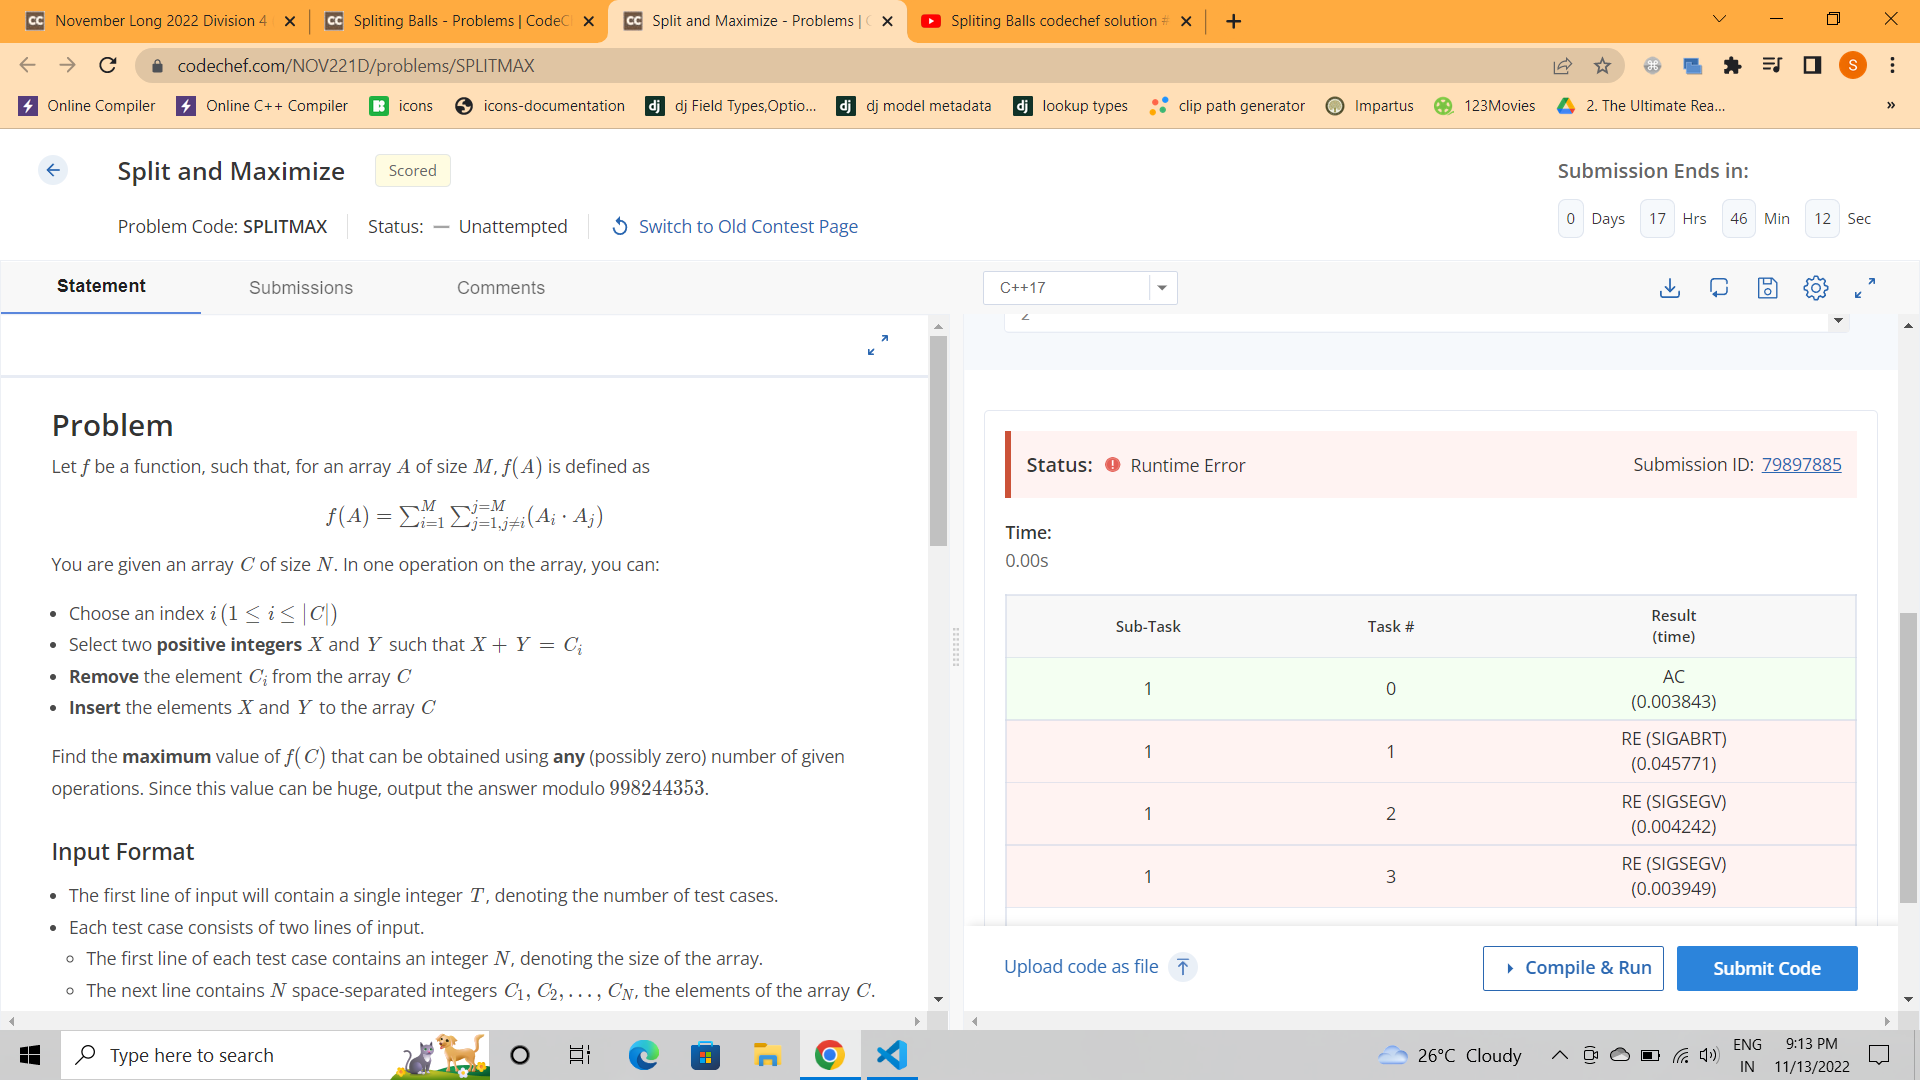 November Long 2022 Division 4
Spliting Balls - Problems | CodeC
Split and Maximize - Problems |
Spliting Balls codechef solution #
codechef.com/NOV221D/problems/SPLITMAX
S
Online Compiler
Online C++ Compiler
icons
icons-documentation
dj Field Types,Optio...
dj model metadata
lookup types
clip path generator
Impartus
123Movies
2. The Ultimate Rea...
»
Split and Maximize
Scored
Submission Ends in:
Problem Code: SPLITMAX
Status: — Unattempted
Switch to Old Contest Page
0 Days 17 Hrs 46 Min 12 Sec
Statement
Submissions
Comments
C++17
2
Problem
Let f be a function, such that, for an array A of size M, f(A) is defined as
f(A) = ∑_{i=1}^{M} ∑_{j=1,j≠i}^{j=M} (A_i · A_j)
You are given an array C of size N. In one operation on the array, you can:
• Choose an index i (1 ≤ i ≤ |C|)
• Select two positive integers X and Y such that X + Y = C_i
• Remove the element C_i from the array C
• Insert the elements X and Y to the array C
Find the maximum value of f(C) that can be obtained using any (possibly zero) number of given
operations. Since this value can be huge, output the answer modulo 998244353.
Input Format
• The first line of input will contain a single integer T, denoting the number of test cases.
• Each test case consists of two lines of input.
◦ The first line of each test case contains an integer N, denoting the size of the array.
◦ The next line contains N space-separated integers C_1, C_2, . . . , C_N, the elements of the array C.
Status: Runtime Error
Submission ID: 79897885
Time:
0.00s
Sub-Task
Task #
Result
(time)
1
0
AC
(0.003843)
1
1
RE (SIGABRT)
(0.045771)
1
2
RE (SIGSEGV)
(0.004242)
1
3
RE (SIGSEGV)
(0.003949)
Upload code as file
Compile & Run
Submit Code
Type here to search
26°C Cloudy
ENG
IN
9:13 PM
11/13/2022